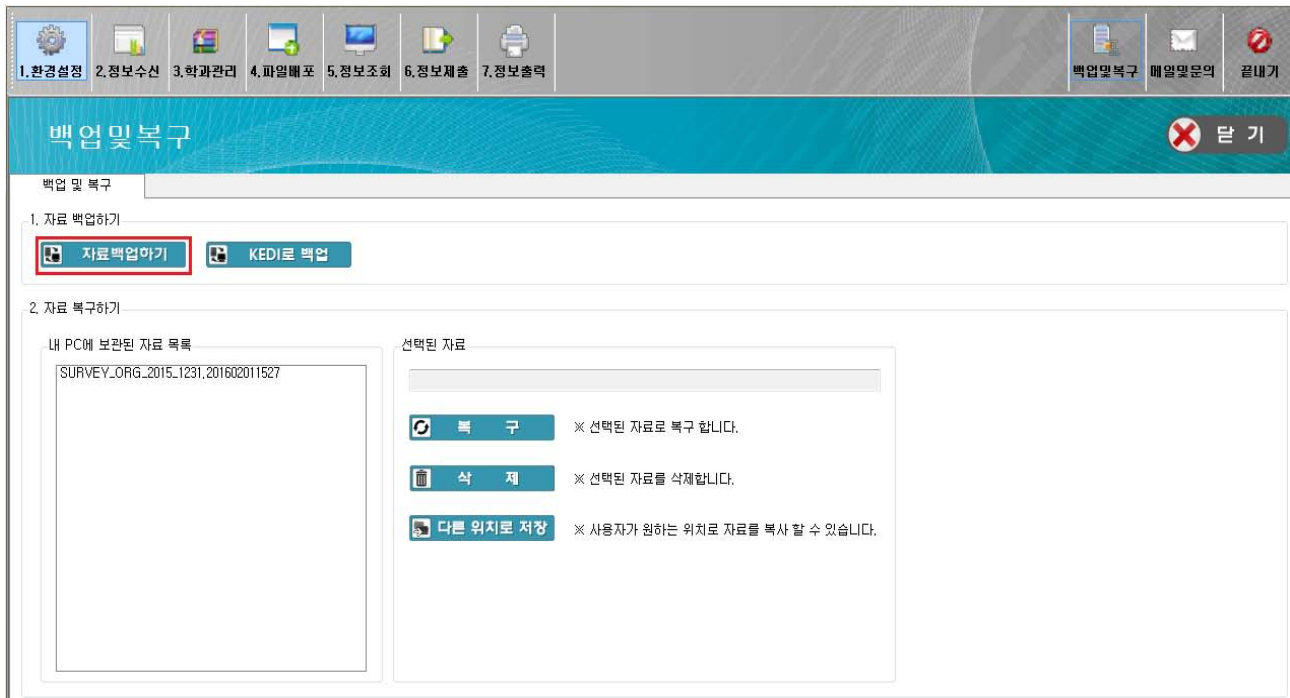 1.환경설정 2.정보수신 3.학과관리 4.파일배포 5.정보조회 6.정보제출 7.정보출력 백업및복구 메일및문의 끝내기
백업및복구 닫 기
백업 및 복구
1. 자료 백업하기
자료백업하기 KEDI로 백업
2. 자료 복구하기
내 PC에 보관된 자료 목록 선택된 자료
SURVEY_ORG_2015_1231.201602011527
복 구 ※ 선택된 자료로 복구 합니다.
삭 제 ※ 선택된 자료를 삭제합니다.
다른 위치로 저장 ※ 사용자가 원하는 위치로 자료를 복사 할 수 있습니다.